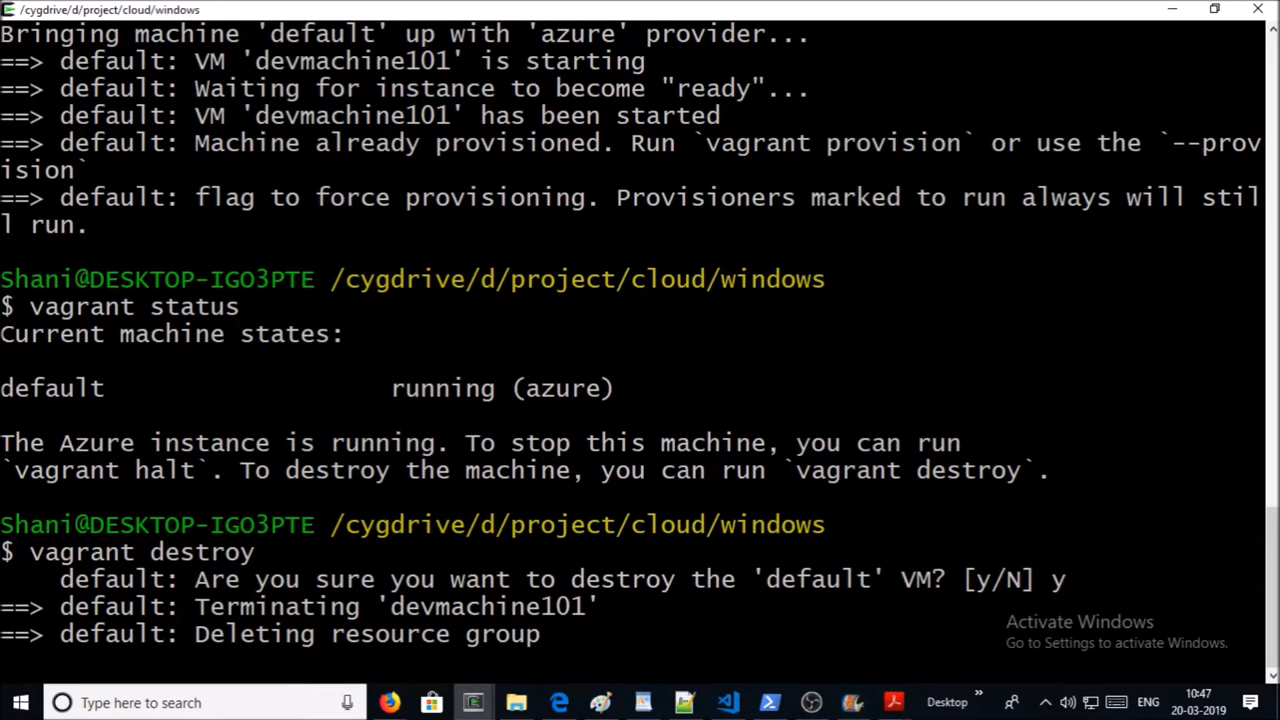 /cygdrive/d/project/cloud/windows
Bringing machine 'default' up with 'azure' provider...
==> default: VM 'devmachine101' is starting
==> default: Waiting for instance to become "ready"...
==> default: VM 'devmachine101' has been started
==> default: Machine already provisioned. Run `vagrant provision` or use the `--prov
ision`
==> default: flag to force provisioning. Provisioners marked to run always will stil
l run.
Shani@DESKTOP-IGO3PTE /cygdrive/d/project/cloud/windows
$ vagrant status
Current machine states:
default running (azure)
The Azure instance is running. To stop this machine, you can run
`vagrant halt`. To destroy the machine, you can run `vagrant destroy`.
Shani@DESKTOP-IGO3PTE /cygdrive/d/project/cloud/windows
$ vagrant destroy
default: Are you sure you want to destroy the 'default' VM? [y/N] y
==> default: Terminating 'devmachine101'
==> default: Deleting resource group
Activate Windows
Go to Settings to activate Windows.
Type here to search
Desktop
ENG
10:47
20-03-2019